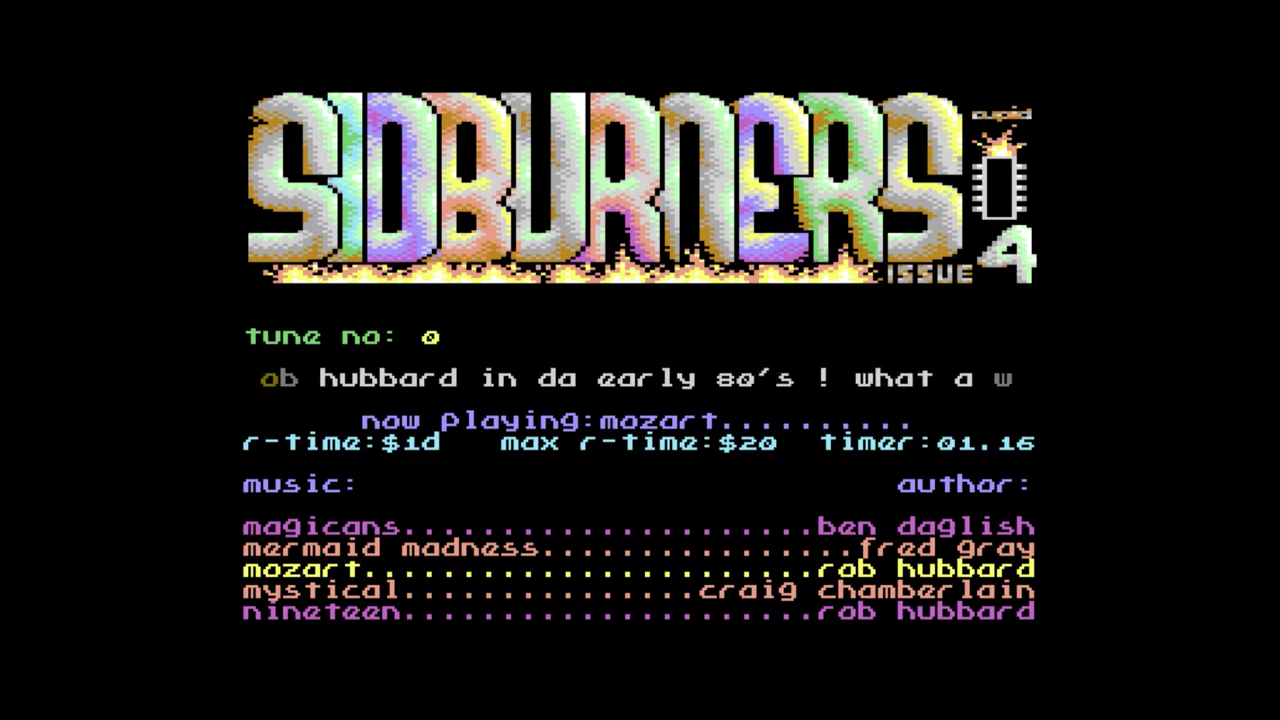 SIDBURNERS
cupid
ISSUE 4
tune no: 0
ob hubbard in da early 80's ! what a w
now playing:mozart..........
r-time:$1d max r-time:$20 timer:01.16
music: author:
magicans.....................ben daglish
mermaid madness................fred gray
mozart.......................rob hubbard
mystical...............craig chamberlain
nineteen.....................rob hubbard